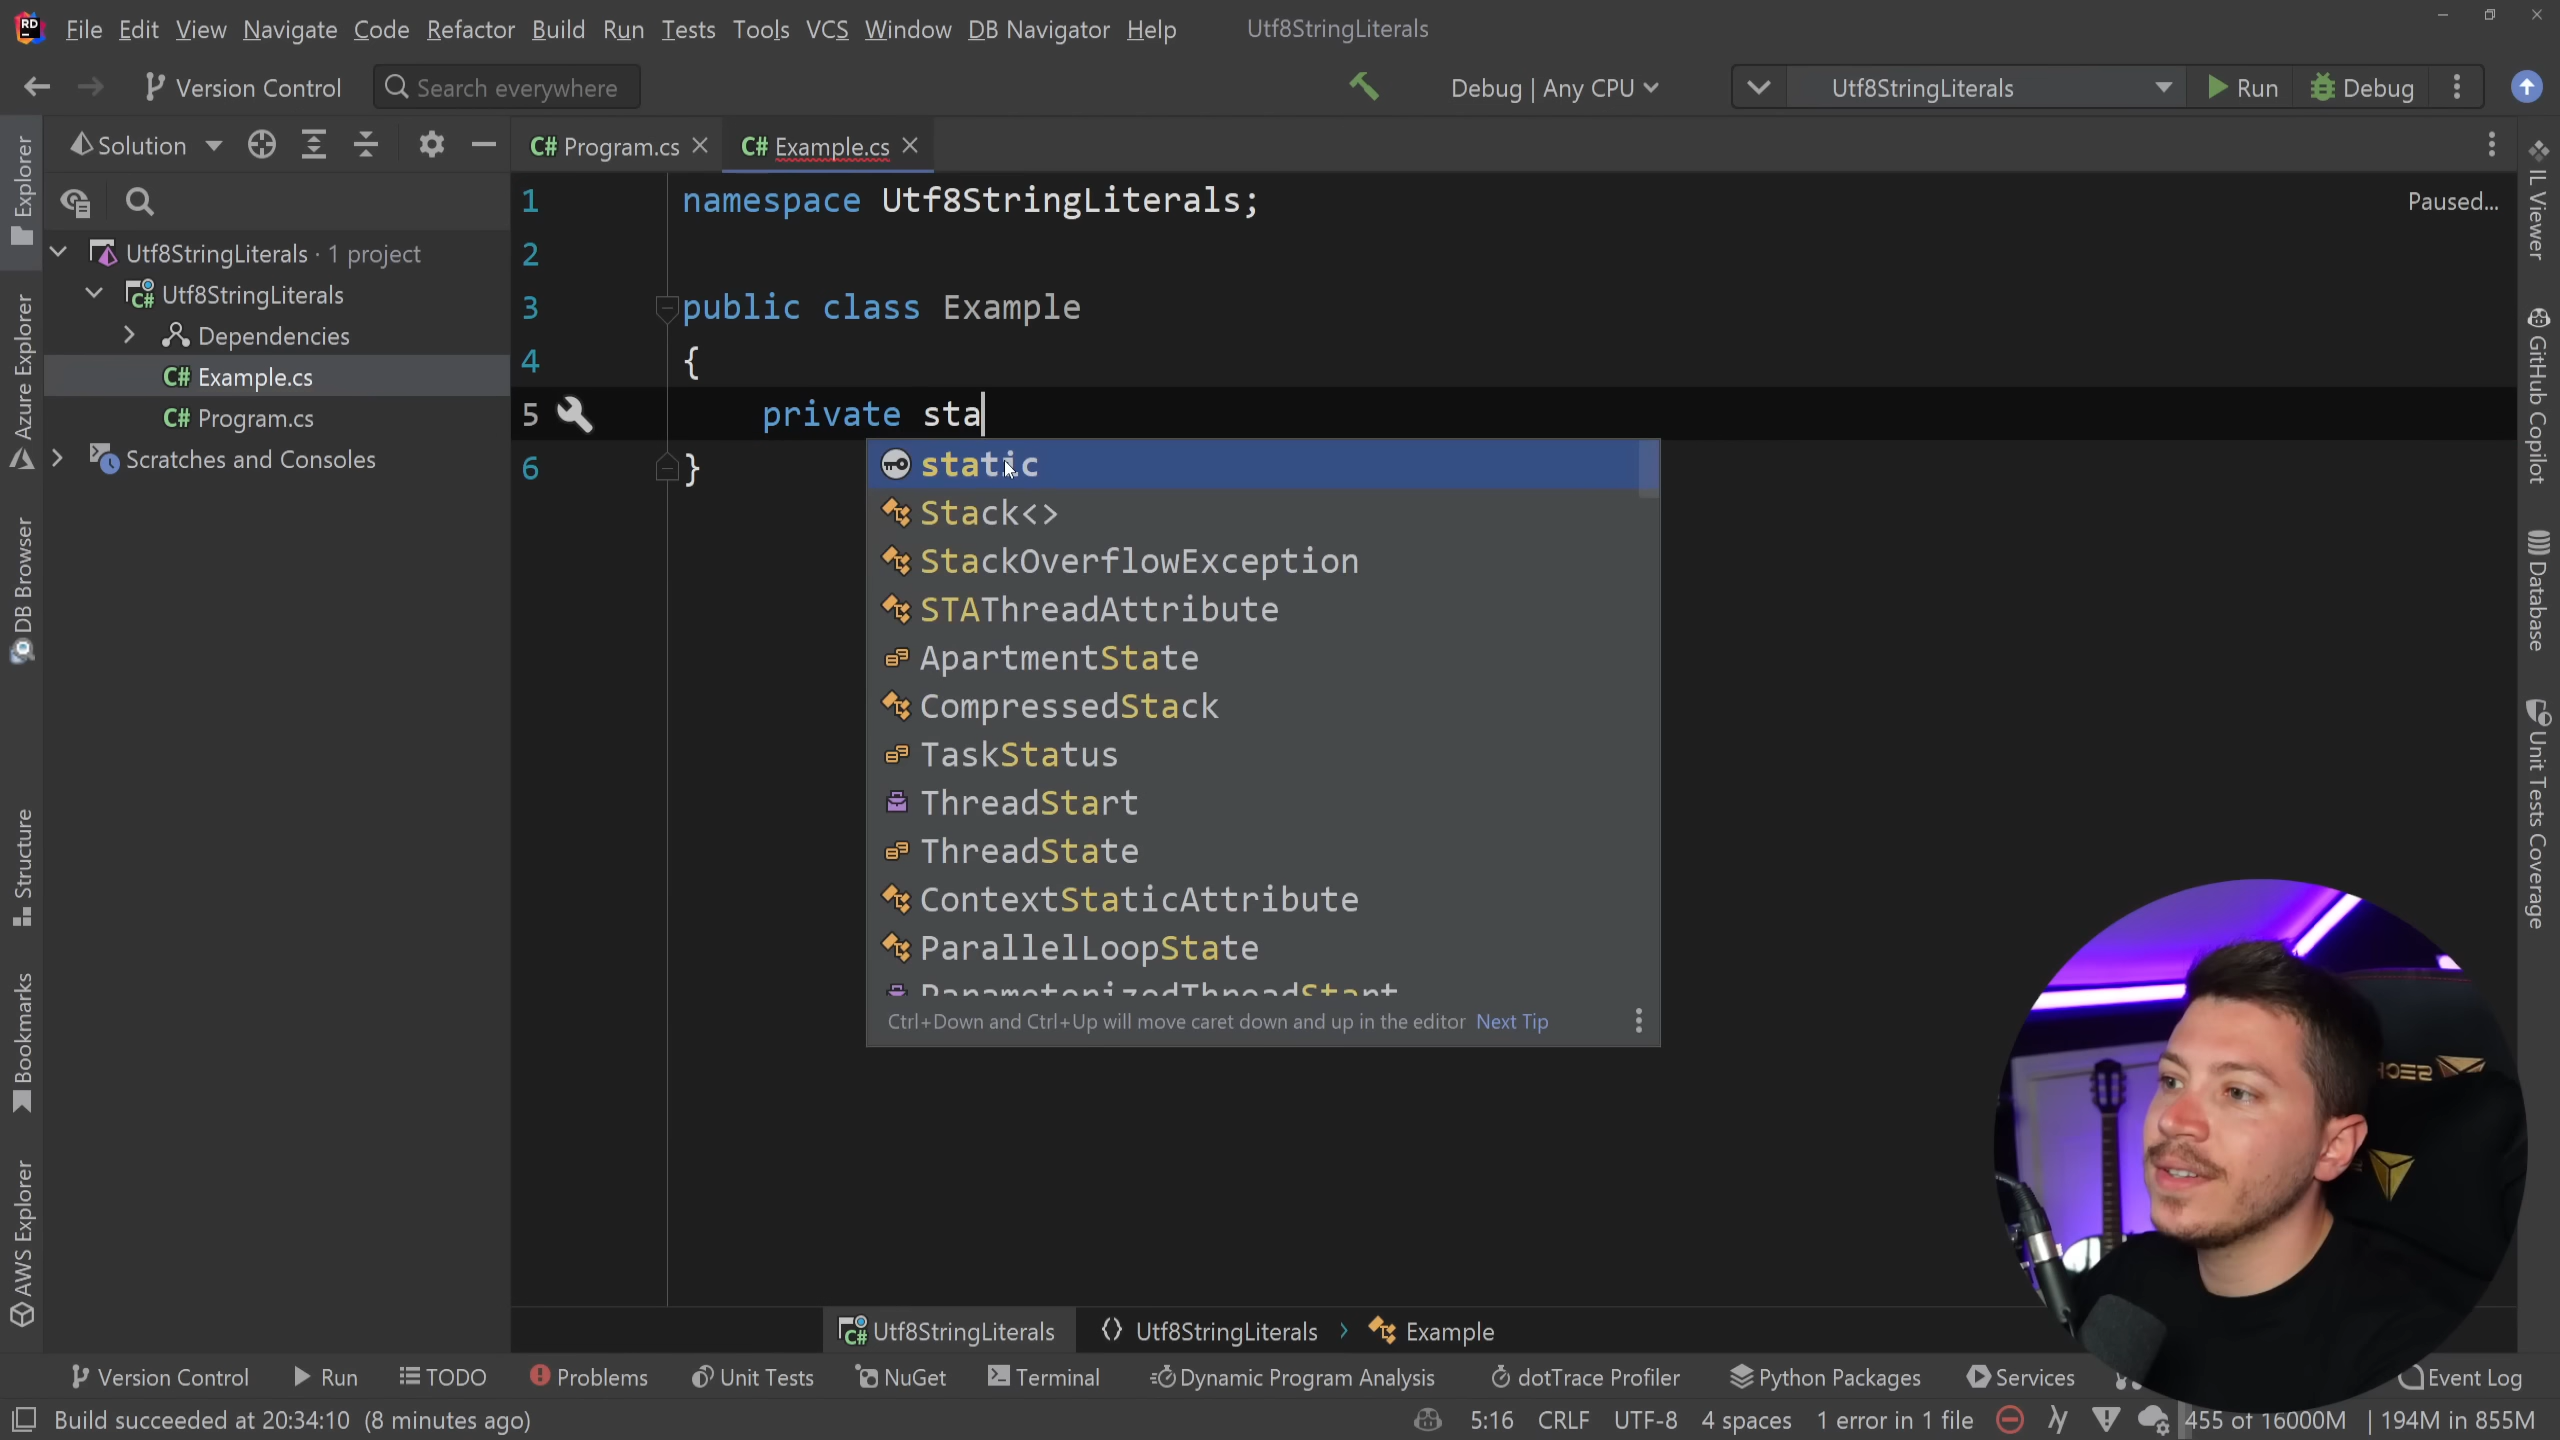 RD File Edit View Navigate Code Refactor Build Run Tests Tools VCS Window DB Navigator Help Utf8StringLiterals
Version Control Search everywhere Debug | Any CPU Utf8StringLiterals Run Debug
Solution C# Program.cs C# Example.cs
Explorer
Azure Explorer
DB Browser
Structure
Bookmarks
AWS Explorer
Utf8StringLiterals · 1 project
C# Utf8StringLiterals
Dependencies
C# Example.cs
C# Program.cs
Scratches and Consoles
1 namespace Utf8StringLiterals;
Paused...
2
3 public class Example
4 {
5 private sta
6 }
static
Stack<>
StackOverflowException
STAThreadAttribute
ApartmentState
CompressedStack
TaskStatus
ThreadStart
ThreadState
ContextStaticAttribute
ParallelLoopState
ParameterizedThreadStart
Ctrl+Down and Ctrl+Up will move caret down and up in the editor Next Tip
IL Viewer
GitHub Copilot
Database
Unit Tests Coverage
C# Utf8StringLiterals Utf8StringLiterals Example
Version Control Run TODO Problems Unit Tests NuGet Terminal Dynamic Program Analysis dotTrace Profiler Python Packages Services Event Log
Build succeeded at 20:34:10 (8 minutes ago) 5:16 CRLF UTF-8 4 spaces 1 error in 1 file 455 of 16000M 194M in 855M